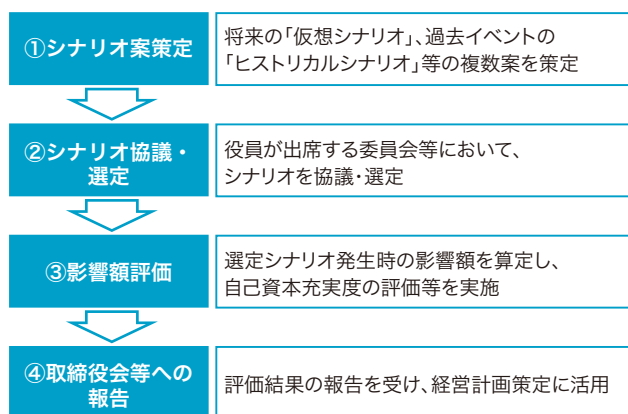 ①シナリオ案策定
将来の「仮想シナリオ」、過去イベントの
「ヒストリカルシナリオ」等の複数案を策定
②シナリオ協議・
選定
役員が出席する委員会等において、
シナリオを協議・選定
③影響額評価
選定シナリオ発生時の影響額を算定し、
自己資本充実度の評価等を実施
④取締役会等への
報告
評価結果の報告を受け、経営計画策定に活用